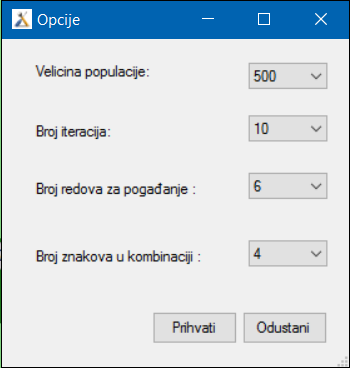 Opcije
Velicina populacije:
500
Broj iteracija:
10
Broj redova za pogađanje :
6
Broj znakova u kombinaciji :
4
Prihvati
Odustani